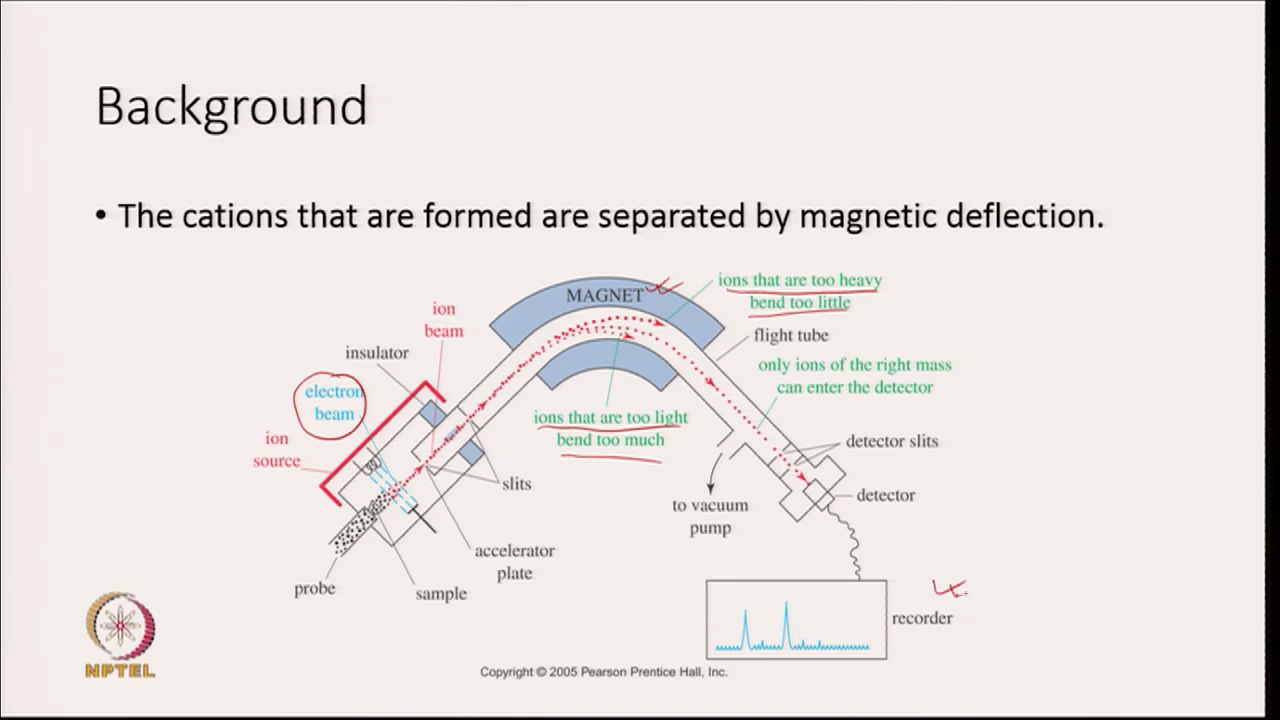 Background
• The cations that are formed are separated by magnetic deflection.
ions that are too heavy
bend too little
MAGNET
ion
beam
flight tube
insulator
only ions of the right mass
can enter the detector
electron
beam
ions that are too light
bend too much
ion
source
detector slits
slits
detector
to vacuum
pump
accelerator
plate
probe
sample
recorder
NPTEL
Copyright © 2005 Pearson Prentice Hall, Inc.